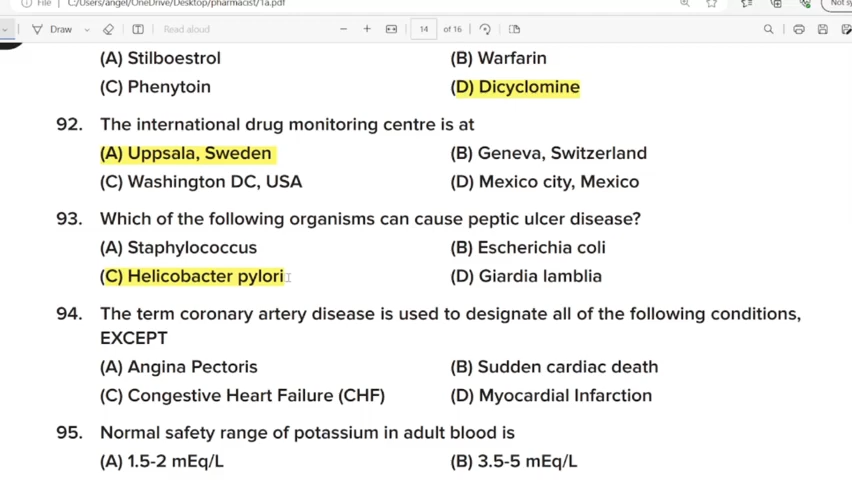 File | C:/Users/angel/OneDrive/Desktop/pharmacist/1a.pdf
Draw Read aloud 14 of 16
(A) Stilboestrol (B) Warfarin
(C) Phenytoin (D) Dicyclomine
92. The international drug monitoring centre is at
(A) Uppsala, Sweden (B) Geneva, Switzerland
(C) Washington DC, USA (D) Mexico city, Mexico
93. Which of the following organisms can cause peptic ulcer disease?
(A) Staphylococcus (B) Escherichia coli
(C) Helicobacter pylori (D) Giardia lamblia
94. The term coronary artery disease is used to designate all of the following conditions,
EXCEPT
(A) Angina Pectoris (B) Sudden cardiac death
(C) Congestive Heart Failure (CHF) (D) Myocardial Infarction
95. Normal safety range of potassium in adult blood is
(A) 1.5-2 mEq/L (B) 3.5-5 mEq/L